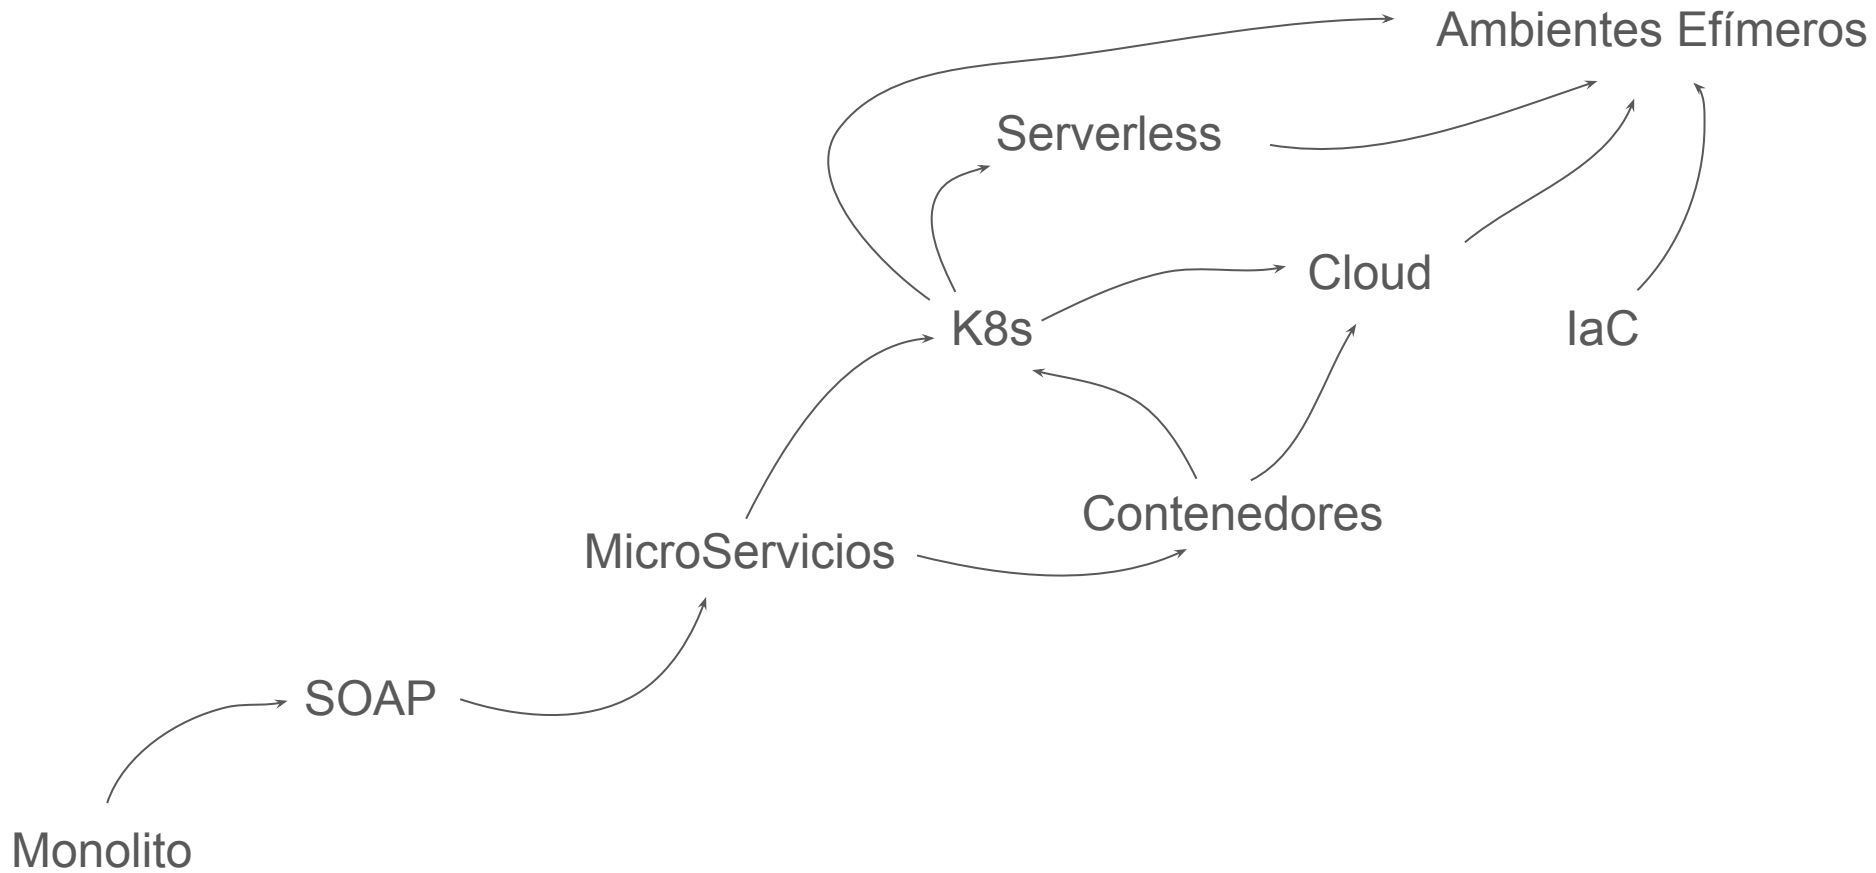 Ambientes Efímeros
Serverless
Cloud
K8s
IaC
Contenedores
MicroServicios
SOAP
Monolito